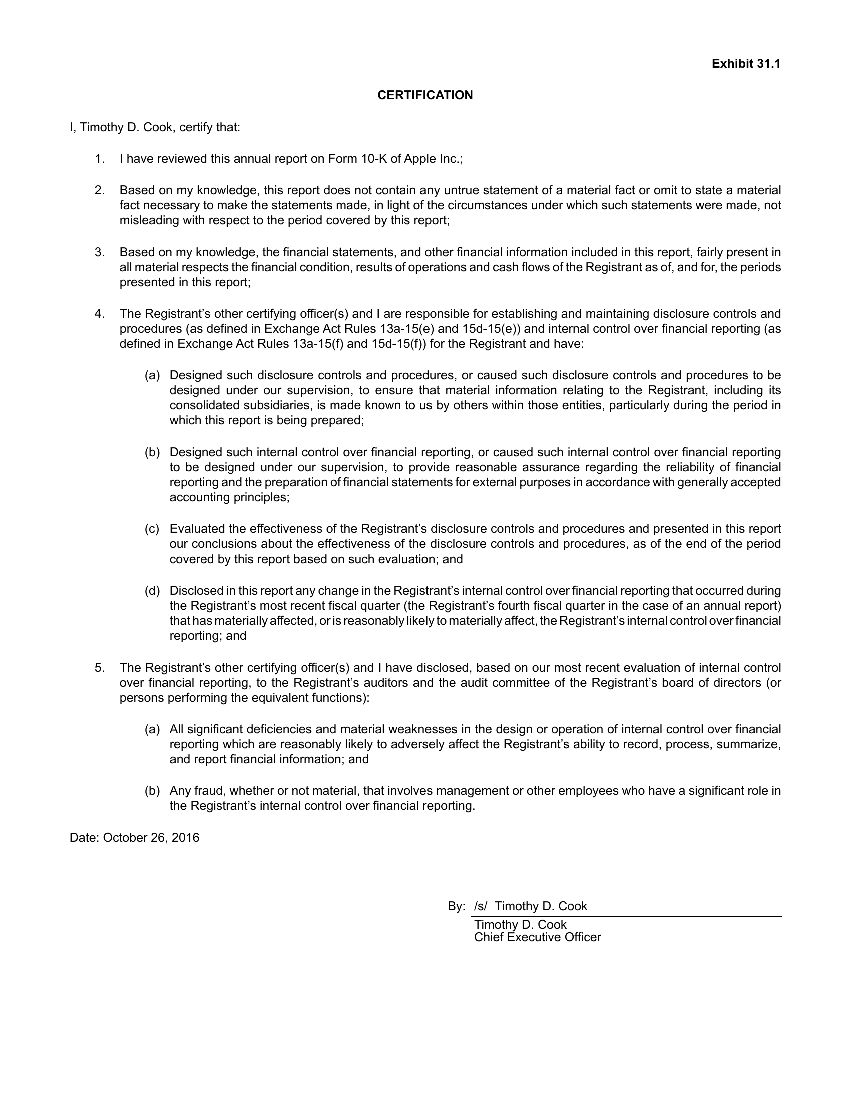 Exhibit 31.1
CERTIFICATION
I, Timothy D. Cook, certify that:
1. I have reviewed this annual report on Form 10-K of Apple Inc.;
2. Based on my knowledge, this report does not contain any untrue statement of a material fact or omit to state a material
fact necessary to make the statements made, in light of the circumstances under which such statements were made, not
misleading with respect to the period covered by this report;
3. Based on my knowledge, the financial statements, and other financial information included in this report, fairly present in
all material respects the financial condition, results of operations and cash flows of the Registrant as of, and for, the periods
presented in this report;
4. The Registrant’s other certifying officer(s) and I are responsible for establishing and maintaining disclosure controls and
procedures (as defined in Exchange Act Rules 13a-15(e) and 15d-15(e)) and internal control over financial reporting (as
defined in Exchange Act Rules 13a-15(f) and 15d-15(f)) for the Registrant and have:
(a) Designed such disclosure controls and procedures, or caused such disclosure controls and procedures to be
designed under our supervision, to ensure that material information relating to the Registrant, including its
consolidated subsidiaries, is made known to us by others within those entities, particularly during the period in
which this report is being prepared;
(b) Designed such internal control over financial reporting, or caused such internal control over financial reporting
to be designed under our supervision, to provide reasonable assurance regarding the reliability of financial
reporting and the preparation of financial statements for external purposes in accordance with generally accepted
accounting principles;
(c) Evaluated the effectiveness of the Registrant’s disclosure controls and procedures and presented in this report
our conclusions about the effectiveness of the disclosure controls and procedures, as of the end of the period
covered by this report based on such evaluation; and
(d) Disclosed in this report any change in the Registrant’s internal control over financial reporting that occurred during
the Registrant’s most recent fiscal quarter (the Registrant’s fourth fiscal quarter in the case of an annual report)
that has materially affected, or is reasonably likely to materially affect, the Registrant’s internal control over financial
reporting; and
5. The Registrant’s other certifying officer(s) and I have disclosed, based on our most recent evaluation of internal control
over financial reporting, to the Registrant’s auditors and the audit committee of the Registrant’s board of directors (or
persons performing the equivalent functions):
(a) All significant deficiencies and material weaknesses in the design or operation of internal control over financial
reporting which are reasonably likely to adversely affect the Registrant’s ability to record, process, summarize,
and report financial information; and
(b) Any fraud, whether or not material, that involves management or other employees who have a significant role in
the Registrant’s internal control over financial reporting.
Date: October 26, 2016
By: /s/ Timothy D. Cook
Timothy D. Cook
Chief Executive Officer